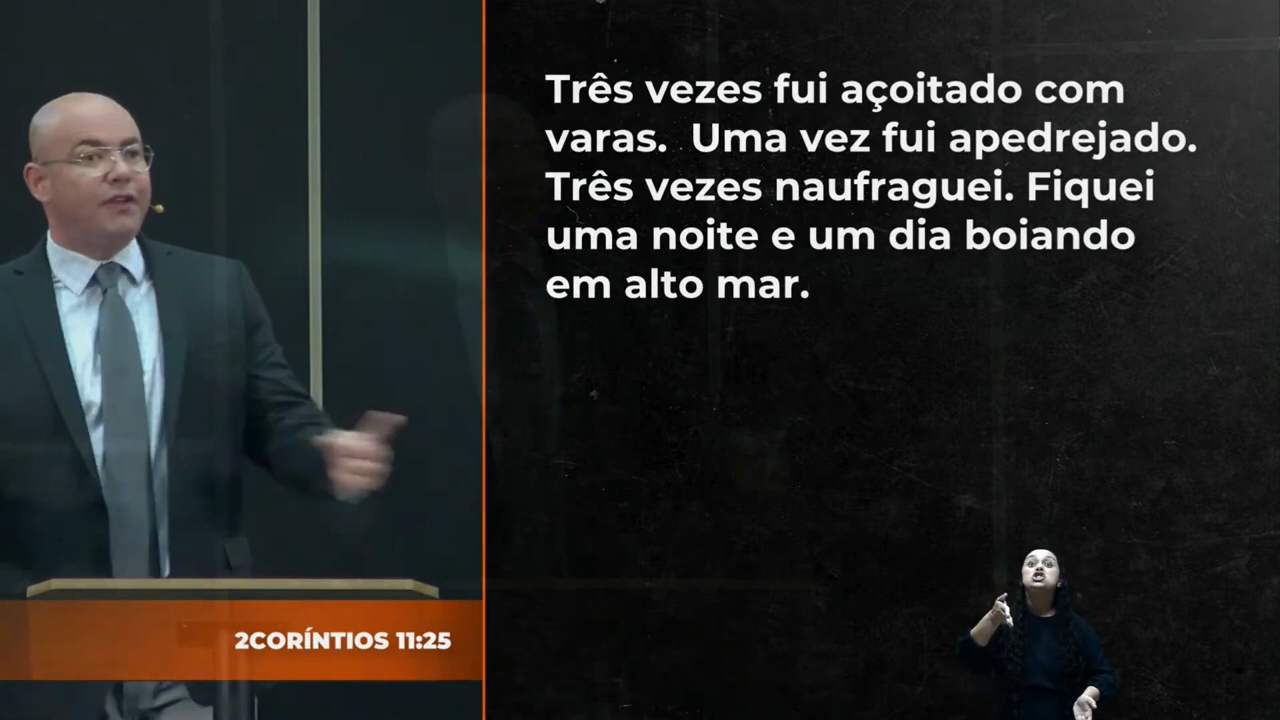 Três vezes fui açoitado com
varas.  Uma vez fui apedrejado.
Três vezes naufraguei. Fiquei
uma noite e um dia boiando
em alto mar.
2CORÍNTIOS 11:25